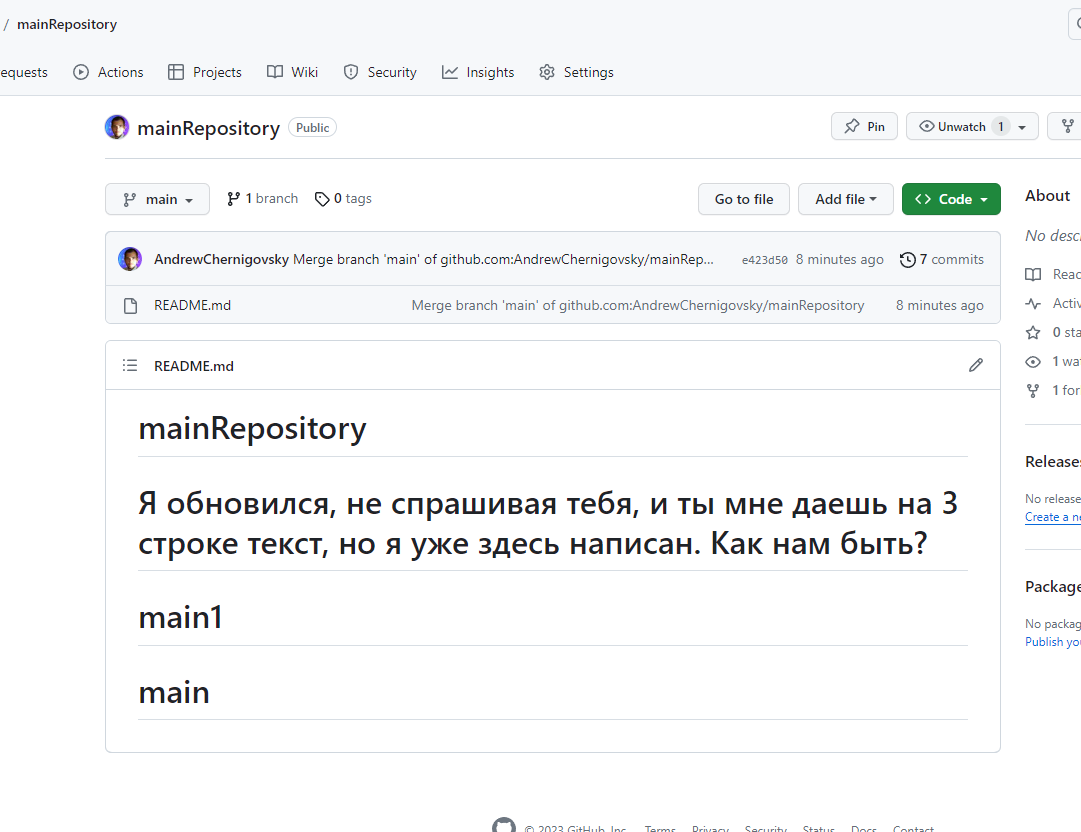 / mainRepository
equests Actions Projects Wiki Security Insights Settings
mainRepository Public Pin Unwatch 1
main 1 branch 0 tags Go to file Add file <> Code About
AndrewChernigovsky Merge branch 'main' of github.com:AndrewChernigovsky/mainRep... e423d50 8 minutes ago 7 commits No desc
README.md Merge branch 'main' of github.com:AndrewChernigovsky/mainRepository 8 minutes ago
Reac
Activ
0 sta
1 wat
1 for
README.md
mainRepository
Я обновился, не спрашивая тебя, и ты мне даешь на 3
строке текст, но я уже здесь написан. Как нам быть?
main1
main
Releases
No release
Create a ne
Package
No packag
Publish you
© 2023 GitHub, Inc. Terms Privacy Security Status Docs Contact